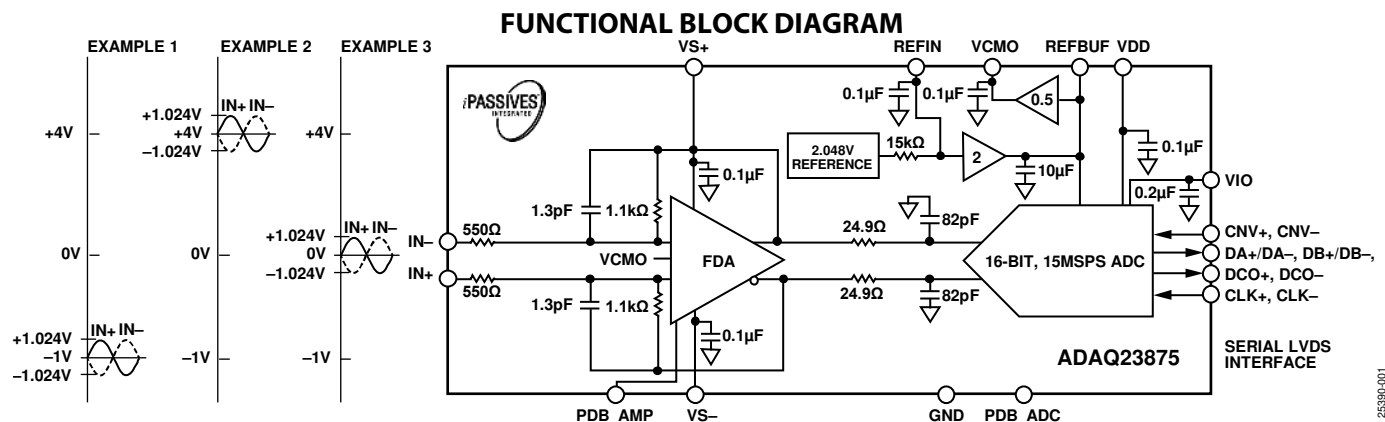 FUNCTIONAL BLOCK DIAGRAM
EXAMPLE 1 EXAMPLE 2 EXAMPLE 3
VS+ REFIN VCMO REFBUF VDD
iPASSIVES
INTEGRATED
0.1µF 0.1µF 0.5
+1.024V IN+ IN–
+4V +4V +4V
–1.024V
2.048V
REFERENCE
15kΩ 2 10µF 0.1µF
0.1µF
0.2µF VIO
1.3pF 1.1kΩ
82pF
24.9Ω
+1.024V IN+ IN–
0V 0V 0V
–1.024V
550Ω
IN–
VCMO FDA
IN+
550Ω
16-BIT, 15MSPS ADC
CNV+, CNV–
DA+/DA–, DB+/DB–,
DCO+, DCO–
CLK+, CLK–
24.9Ω
82pF
1.3pF 1.1kΩ
0.1µF
+1.024V IN+ IN–
–1V –1V –1V
–1.024V
ADAQ23875
SERIAL LVDS
INTERFACE
PDB_AMP VS– GND PDB_ADC
25390-001